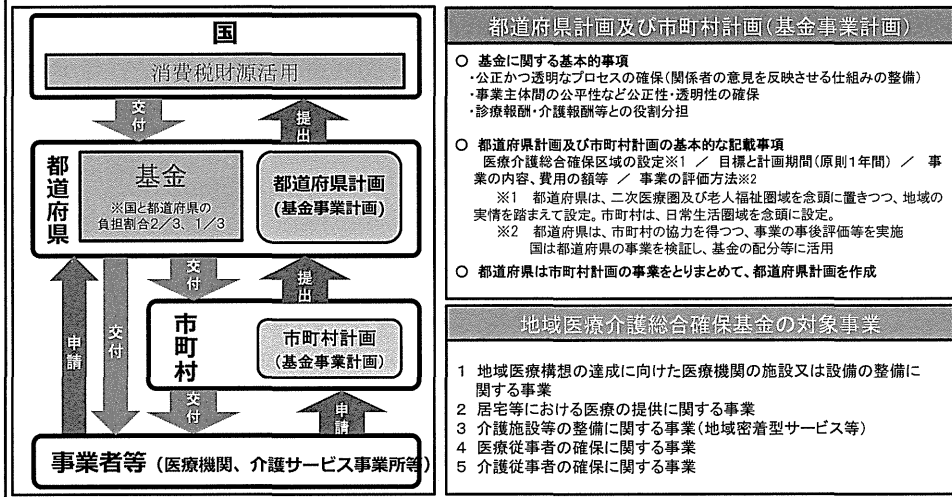 国
消費税財源活用
交付
提出
都道府県
基金
※国と都道府県の
負担割合2/3、1/3
都道府県計画
(基金事業計画)
申請
交付
交付
提出
市町村
市町村計画
(基金事業計画)
交付
申請
事業者等(医療機関、介護サービス事業所等)
都道府県計画及び市町村計画(基金事業計画)
○ 基金に関する基本的事項
・公正かつ透明なプロセスの確保(関係者の意見を反映させる仕組みの整備)
・事業主体間の公平性など公正性・透明性の確保
・診療報酬・介護報酬等との役割分担
○ 都道府県計画及び市町村計画の基本的な記載事項
医療介護総合確保区域の設定※1 / 目標と計画期間(原則1年間) / 事
業の内容、費用の額等 / 事業の評価方法※2
※1 都道府県は、二次医療圏及び老人福祉圏域を念頭に置きつつ、地域の
実情を踏まえて設定。市町村は、日常生活圏域を念頭に設定。
※2 都道府県は、市町村の協力を得つつ、事業の事後評価等を実施
国は都道府県の事業を検証し、基金の配分等に活用
○ 都道府県は市町村計画の事業をとりまとめて、都道府県計画を作成
地域医療介護総合確保基金の対象事業
1 地域医療構想の達成に向けた医療機関の施設又は設備の整備に
関する事業
2 居宅等における医療の提供に関する事業
3 介護施設等の整備に関する事業(地域密着型サービス等)
4 医療従事者の確保に関する事業
5 介護従事者の確保に関する事業